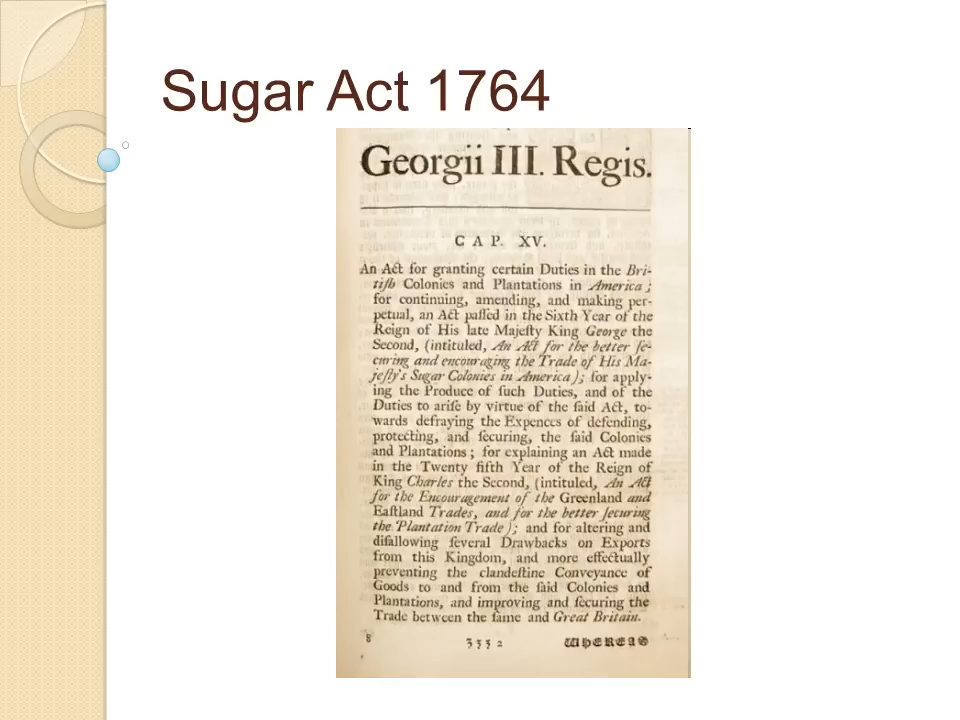 Sugar Act 1764
Georgii III. Regis.
C A P. XV.
An Act for granting certain Duties in the Bri-
tiſh Colonies and Plantations in America;
for continuing, amending, and making per-
petual, an Act paſſed in the Sixth Year of the
Reign of His late Majeſty King George the
Second, (intituled, An Act for the better ſe-
curing and encouraging the Trade of His Ma-
jeſty's Sugar Colonies in America); for apply-
ing the Produce of ſuch Duties, and of the
Duties to ariſe by virtue of the ſaid Act, to-
wards defraying the Expences of defending,
protecting, and ſecuring, the ſaid Colonies
and Plantations; for explaining an Act made
in the Twenty fifth Year of the Reign of
King Charles the Second, (intituled, An Act
for the Encouragement of the Greenland and
Eaſtland Trades, and for the better ſecuring
the Plantation Trade); and for altering and
diſallowing ſeveral Drawbacks on Exports
from this Kingdom, and more effectually
preventing the clandeſtine Conveyance of
Goods to and from the ſaid Colonies and
Plantations, and improving and ſecuring the
Trade between the ſame and Great Britain.
WHEREAS